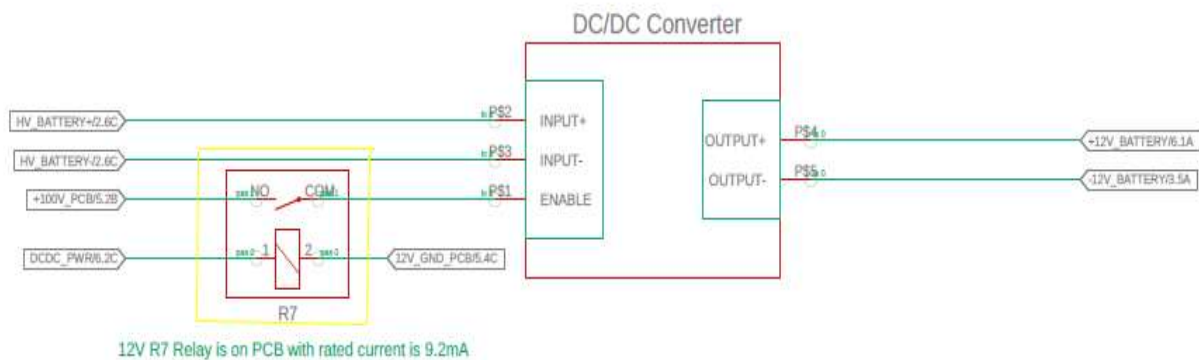 DC/DC Converter
HV_BATTERY+/2.6C
P$2
INPUT+
HV_BATTERY-/2.6C
P$3
INPUT-
+100V_PCB/5.2B
NO
COM
P$1
ENABLE
OUTPUT+
P$4
+12V_BATTERY/6.1A
OUTPUT-
P$5
-12V_BATTERY/3.5A
DCDC_PWR/6.2C
1
2
12V_GND_PCB/5.4C
R7
12V R7 Relay is on PCB with rated current is 9.2mA